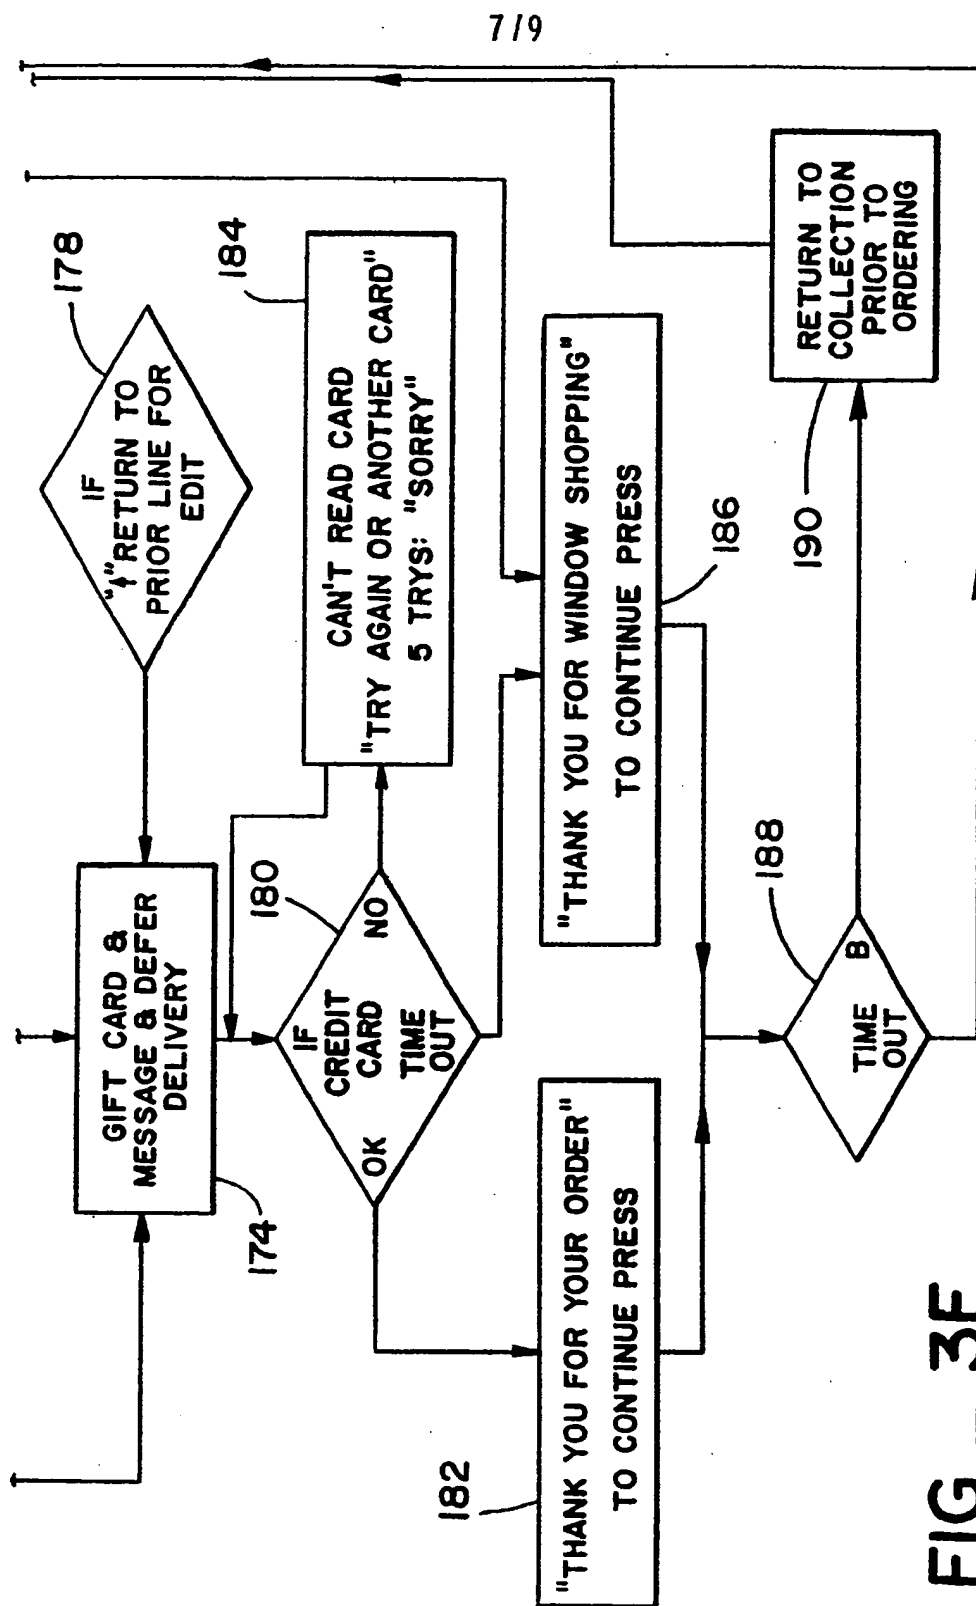 7/9
IF
"↑" RETURN TO
PRIOR LINE FOR
EDIT
178
GIFT CARD &
MESSAGE & DEFER
DELIVERY
174
CAN'T READ CARD
"TRY AGAIN OR ANOTHER CARD"
5 TRYS: "SORRY"
184
IF
CREDIT
CARD
OK
NO
TIME
OUT
180
"THANK YOU FOR YOUR ORDER"
TO CONTINUE PRESS
182
"THANK YOU FOR WINDOW SHOPPING"
TO CONTINUE PRESS
186
B
TIME
OUT
188
RETURN TO
COLLECTION
PRIOR TO
ORDERING
190
FIG_3F